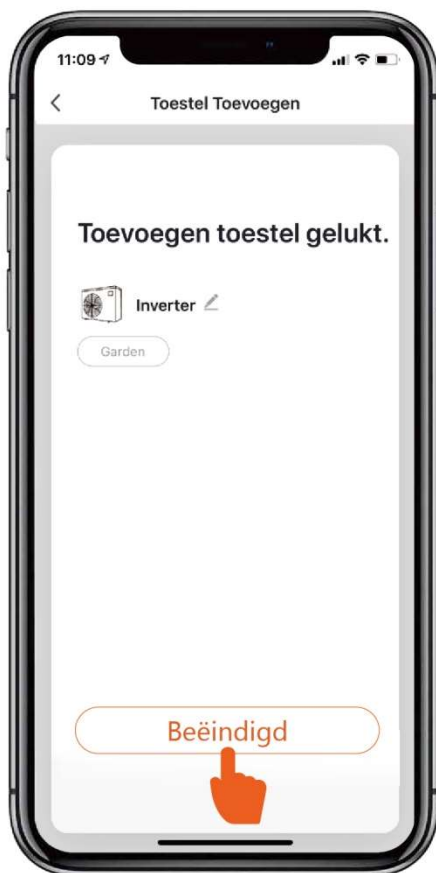 11:09
Toestel Toevoegen
Toevoegen toestel gelukt.
Inverter
Garden
Beëindigd